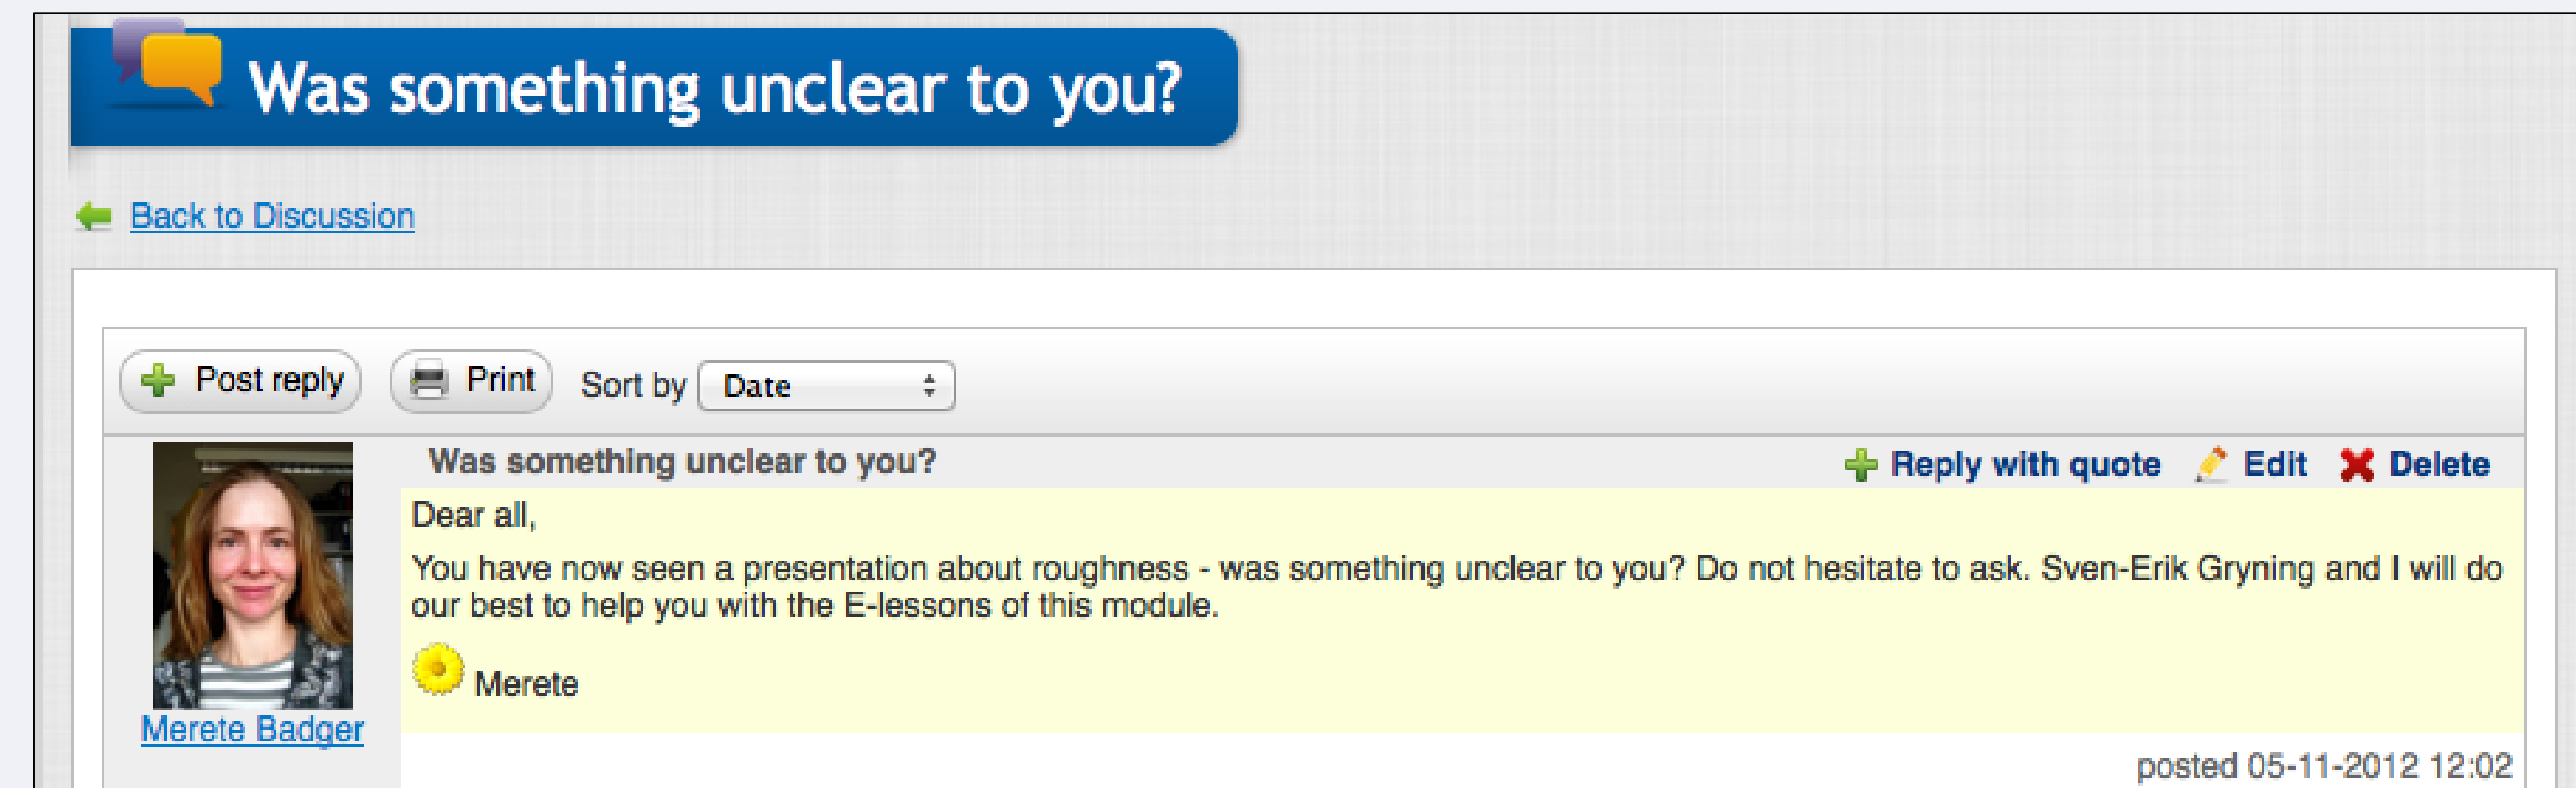 Was something unclear to you?
Back to Discussion
Post reply Print Sort by Date
Was something unclear to you? Reply with quote Edit Delete
Dear all,
You have now seen a presentation about roughness - was something unclear to you? Do not hesitate to ask. Sven-Erik Gryning and I will do
our best to help you with the E-lessons of this module.
Merete
Merete Badger
posted 05-11-2012 12:02